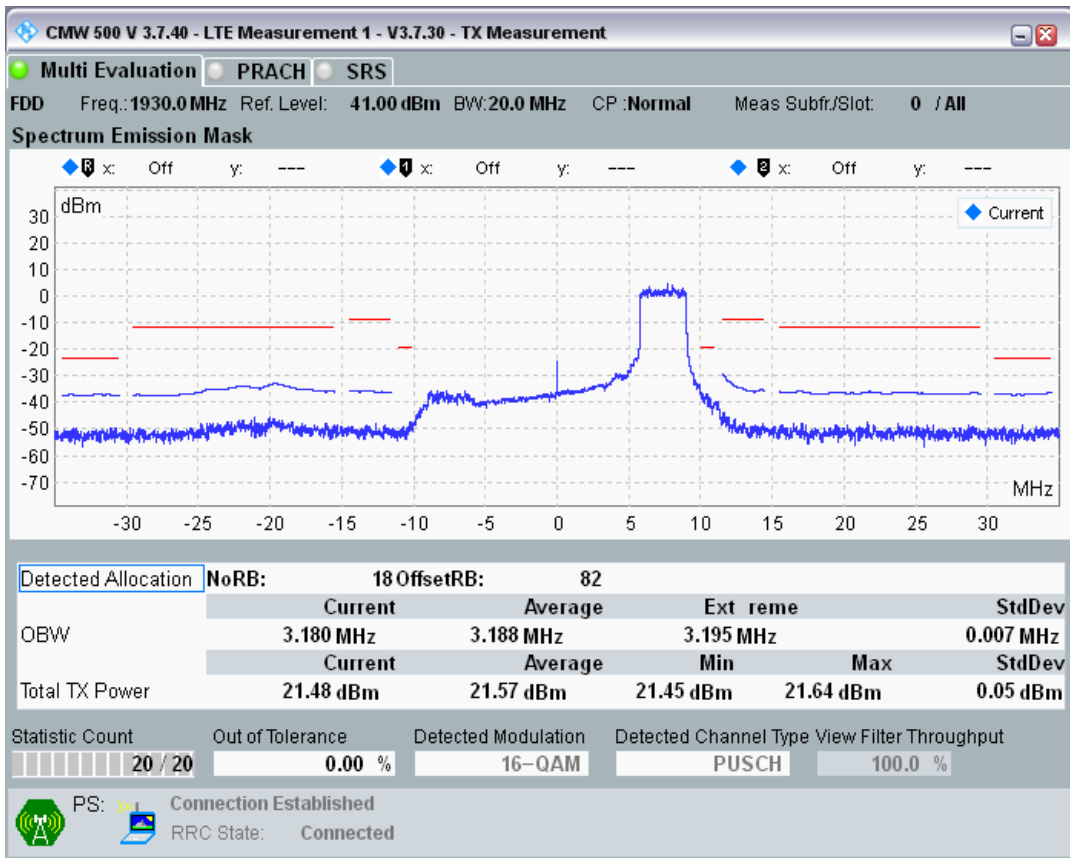 CMW 500 V 3.7.40 - LTE Measurement 1 - V3.7.30 - TX Measurement
Multi Evaluation PRACH SRS
FDD Freq.:1930.0MHz Ref. Level: 41.00 dBm BW:20.0 MHz CP :Normal Meas Subfr./Slot: 0 / All
Spectrum Emission Mask
R x: Off y: --- 1 x: Off y: --- 2 x: Off y: ---
dBm
Current
30
20
10
0
-10
-20
-30
-40
-50
-60
-70
MHz
-30 -25 -20 -15 -10 -5 0 5 10 15 20 25 30
Detected Allocation NoRB: 18 OffsetRB: 82
Current Average Ext reme StdDev
OBW 3.180 MHz 3.188 MHz 3.195 MHz 0.007 MHz
Current Average Min Max StdDev
Total TX Power 21.48 dBm 21.57 dBm 21.45 dBm 21.64 dBm 0.05 dBm
Statistic Count Out of Tolerance Detected Modulation Detected Channel Type View Filter Throughput
20 / 20 0.00 % 16-QAM PUSCH 100.0 %
PS: Connection Established
RRC State: Connected